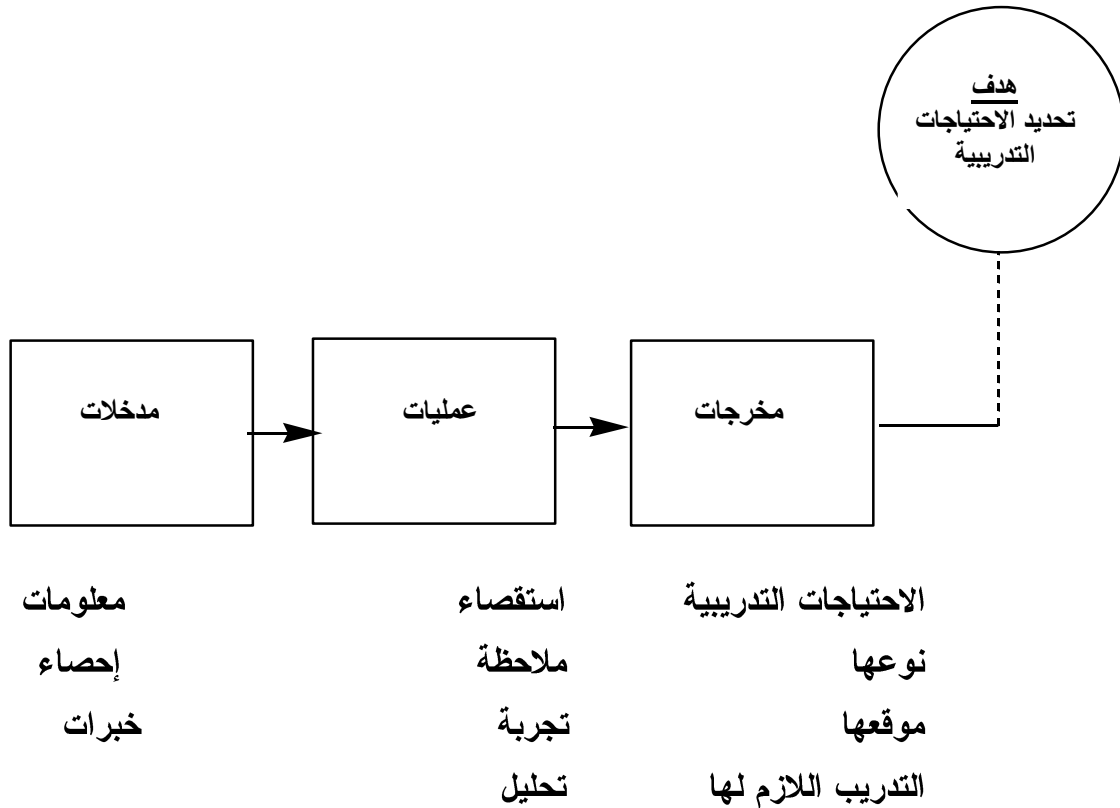 هدف
تحديد الاحتياجات
التدريبية
مدخلات
عمليات
مخرجات
معلومات
إحصاء
خبرات
استقصاء
ملاحظة
تجربة
تحليل
الاحتياجات التدريبية
نوعها
موقعها
التدريب اللازم لها